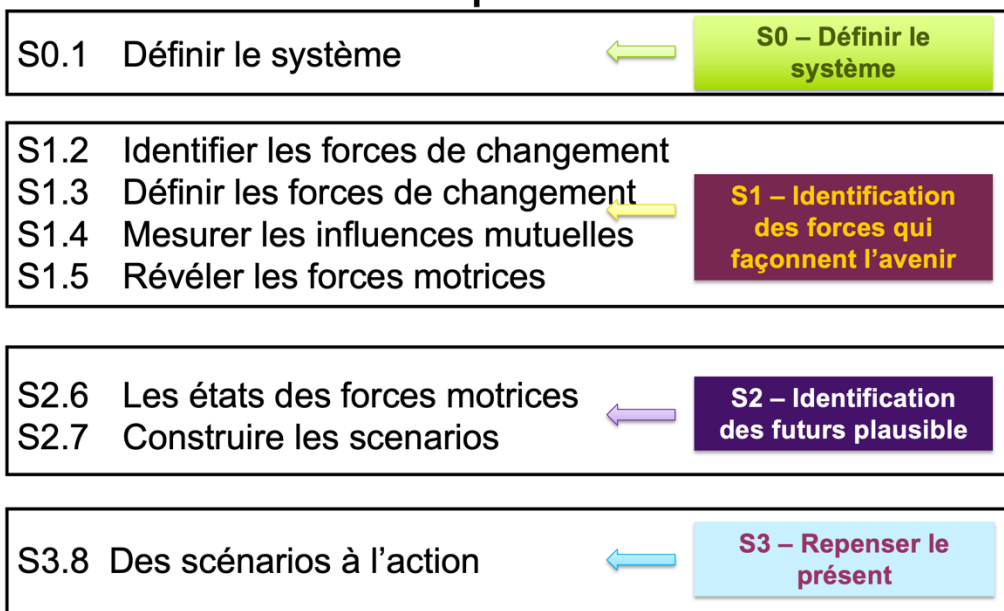 S0.1 Définir le système
S0 – Définir le
système
S1.2 Identifier les forces de changement
S1.3 Définir les forces de changement
S1.4 Mesurer les influences mutuelles
S1.5 Révéler les forces motrices
S1 – Identification
des forces qui
façonnent l’avenir
S2.6 Les états des forces motrices
S2.7 Construire les scenarios
S2 – Identification
des futurs plausible
S3.8 Des scénarios à l’action
S3 – Repenser le
présent